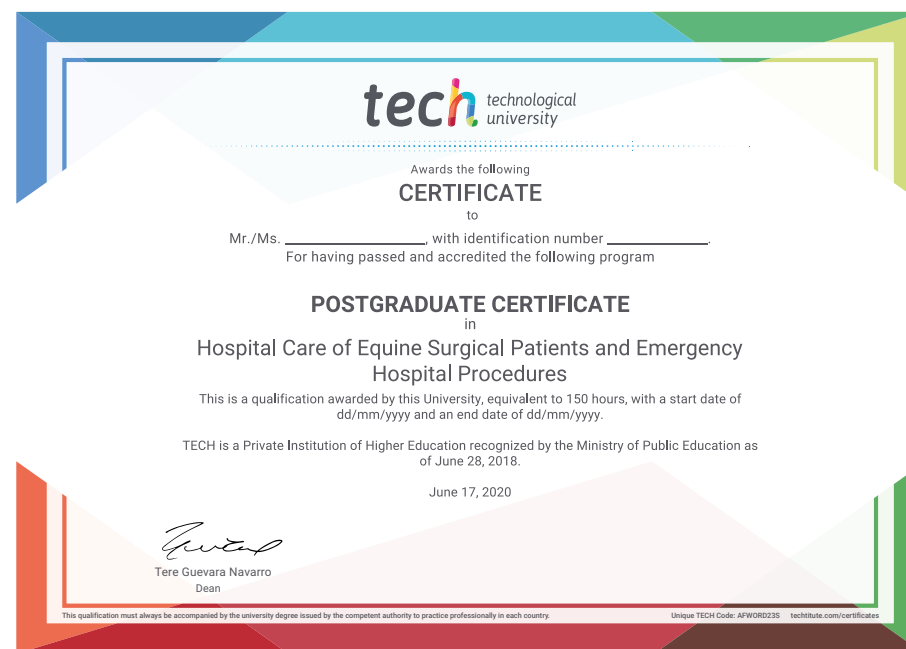 tech technological
university
Awards the following
CERTIFICATE
to
Mr./Ms. ____________________, with identification number ______________.
For having passed and accredited the following program
POSTGRADUATE CERTIFICATE
in
Hospital Care of Equine Surgical Patients and Emergency
Hospital Procedures
This is a qualification awarded by this University, equivalent to 150 hours, with a start date of
dd/mm/yyyy and an end date of dd/mm/yyyy.
TECH is a Private Institution of Higher Education recognized by the Ministry of Public Education as
of June 28, 2018.
June 17, 2020
Tere Guevara Navarro
Dean
This qualification must always be accompanied by the university degree issued by the competent authority to practice professionally in each country. Unique TECH Code: AFWORD23S techtitute.com/certificates